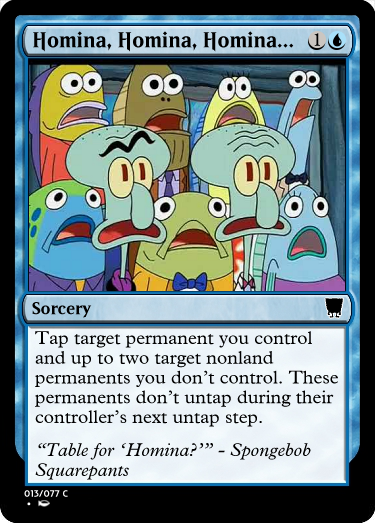 Homina, Homina, Homina... 1
Sorcery
Tap target permanent you control
and up to two target nonland
permanents you don't control. These
permanents don't untap during their
controller's next untap step.
"Table for 'Homina?'" - Spongebob
Squarepants
013/077 C